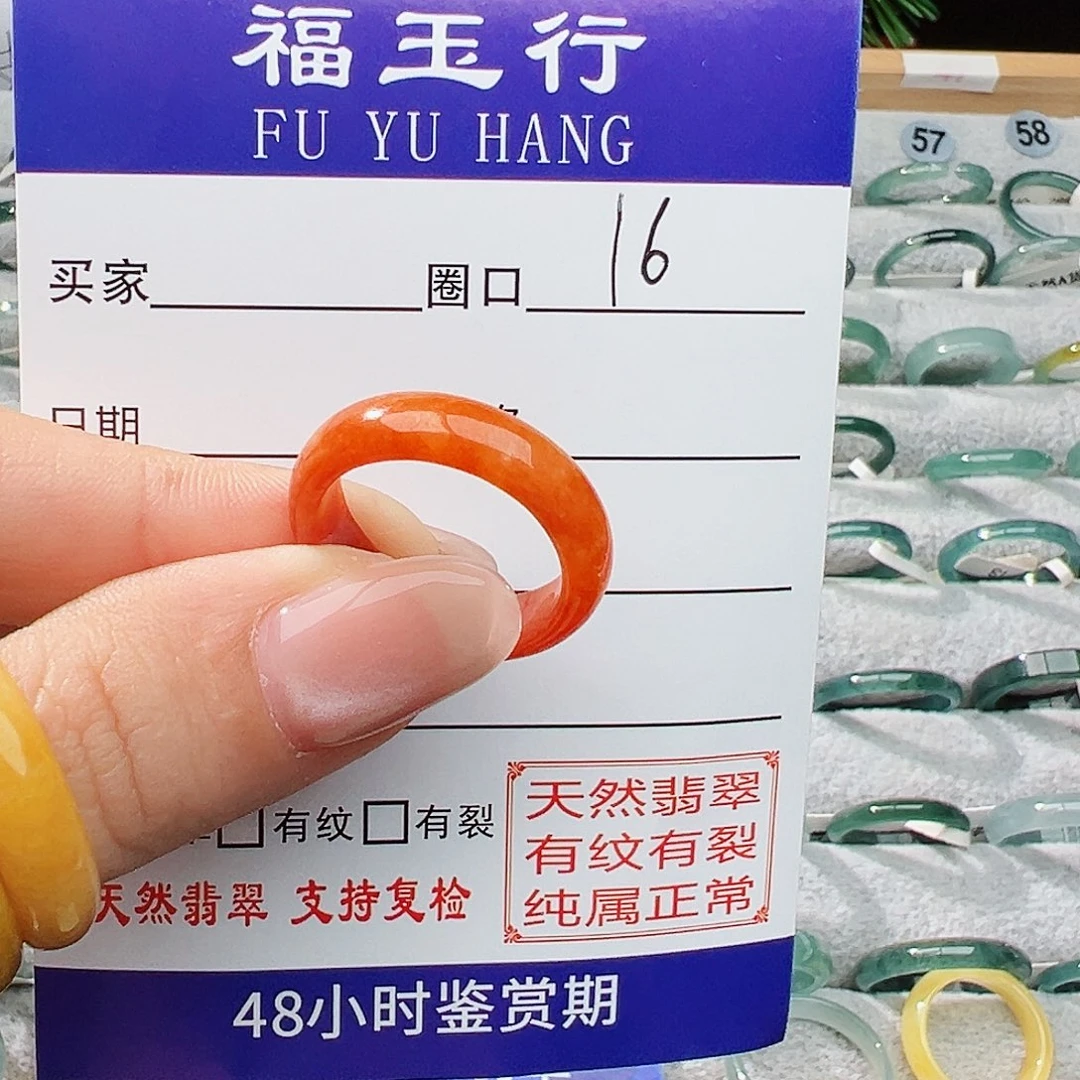 福玉行
FU YU HANG
买家 圈口 16
日期
有纹 有裂
天然翡翠
有纹有裂
纯属正常
天然翡翠 支持复检
48小时鉴赏期
57
58